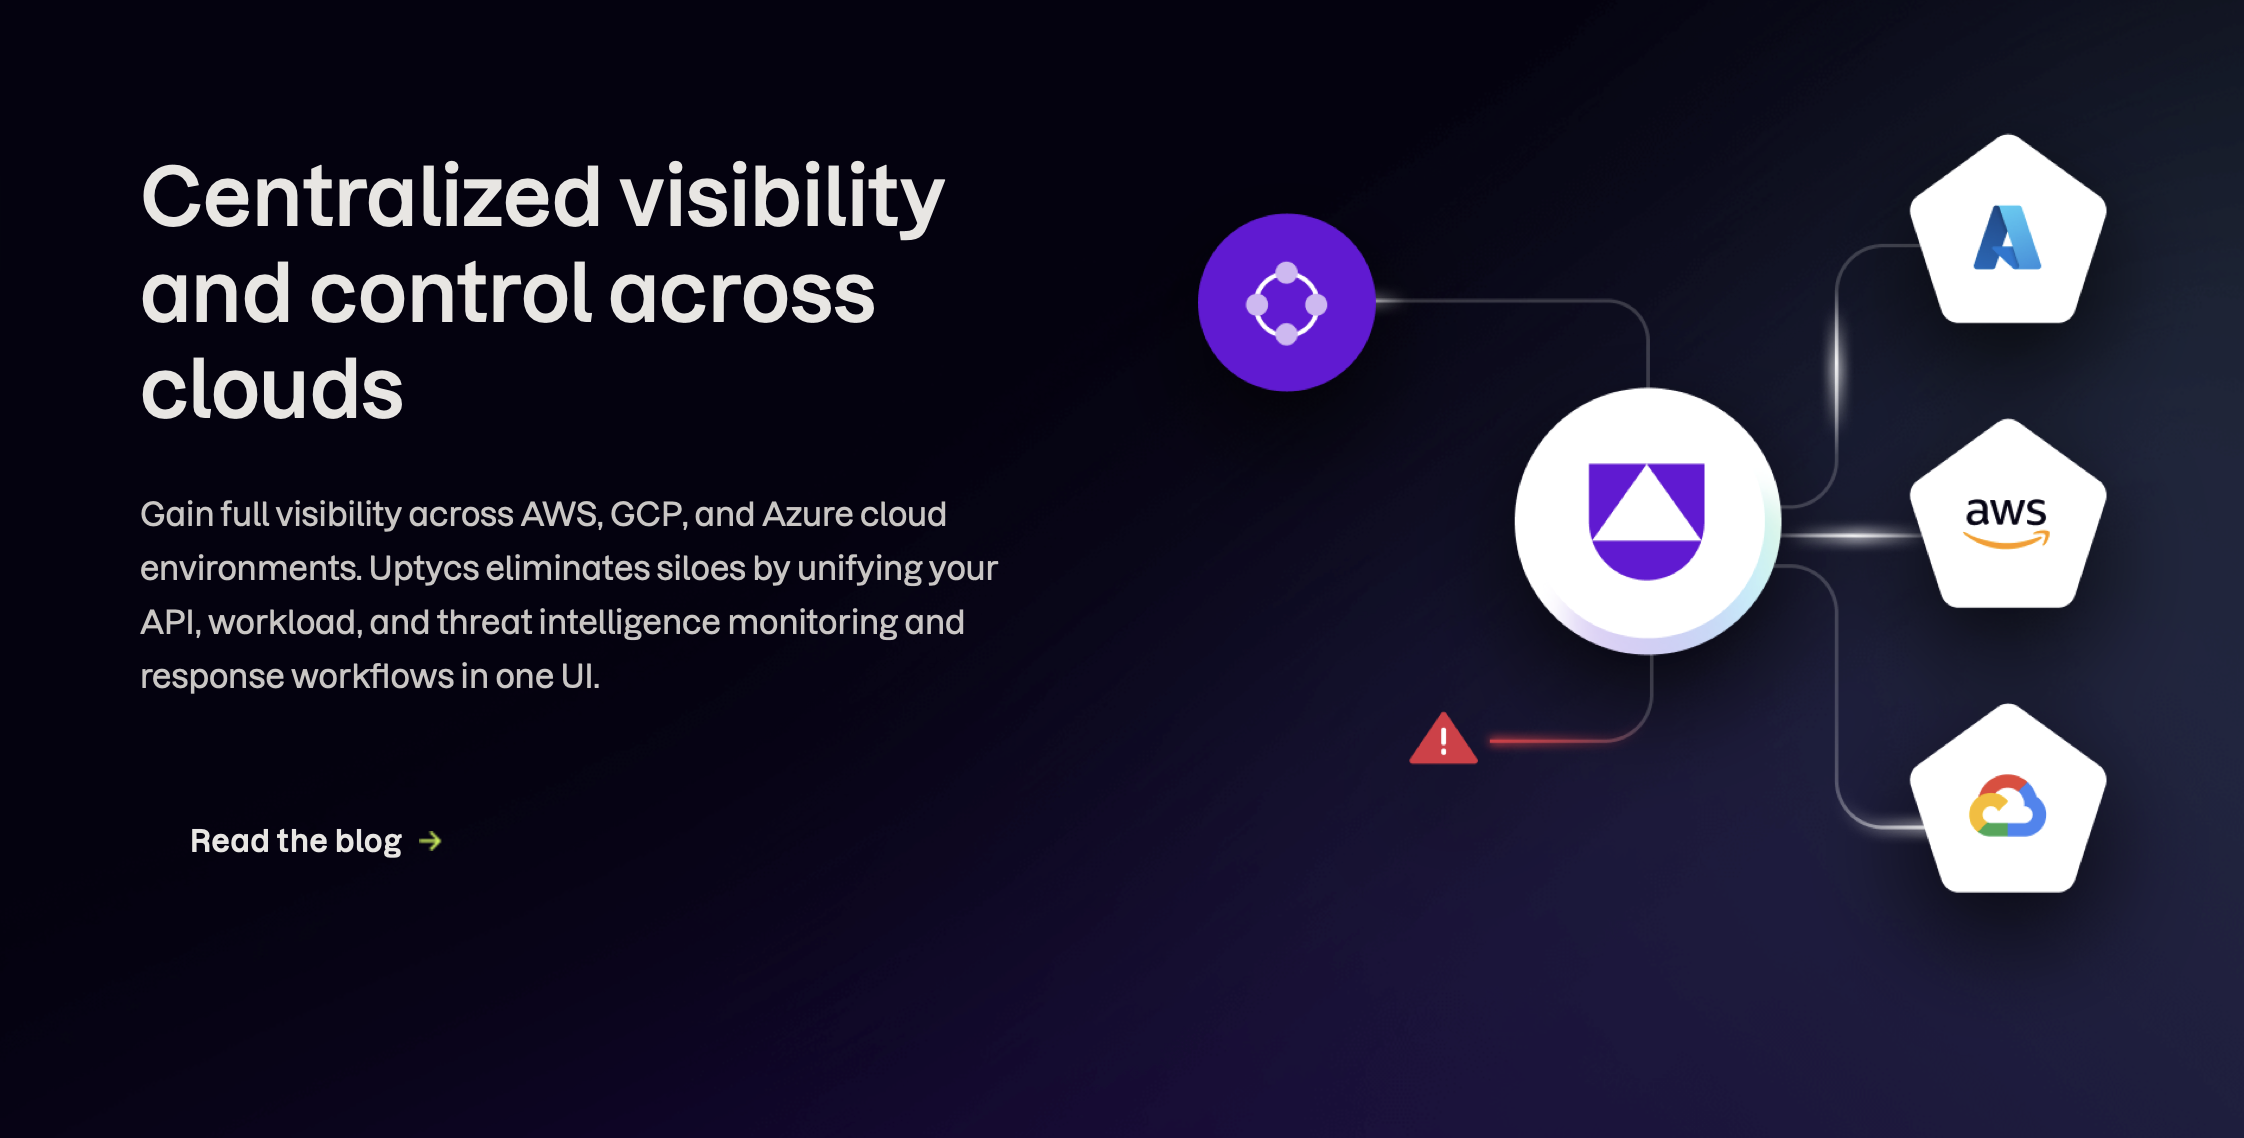 Centralized visibility
and control across
clouds
Gain full visibility across AWS, GCP, and Azure cloud
environments. Uptycs eliminates siloes by unifying your
API, workload, and threat intelligence monitoring and
response workflows in one UI.
Read the blog →
aws